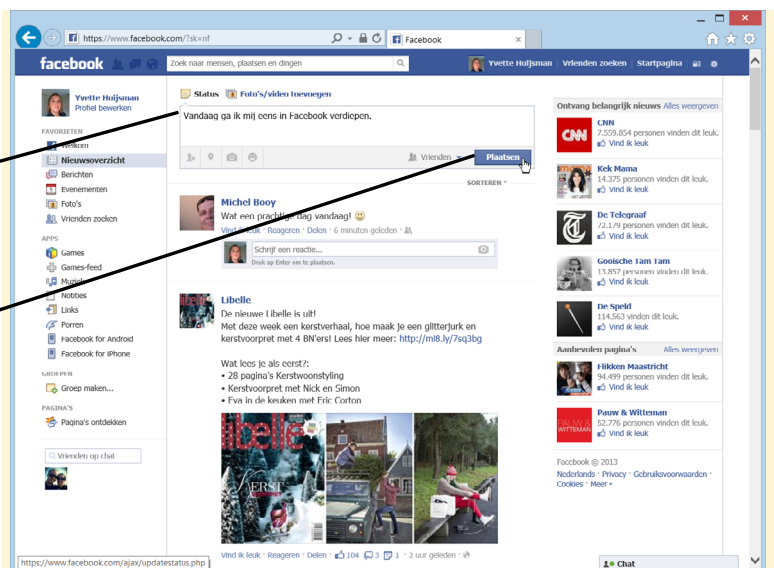 https://www.facebook.com/?sk=nf
Facebook
facebook
Zoek naar mensen, plaatsen en dingen
Yvette Huijsman
Vrienden zoeken
Startpagina
Yvette Huijsman
Profiel bewerken
FAVORIETEN
Welkom
Nieuwsoverzicht
Berichten
Evenementen
Foto's
Vrienden zoeken
APPS
Games
Games-feed
Muziek
Notities
Links
Porren
Facebook for Android
Facebook for iPhone
GROEPEN
Groep maken...
PAGINA'S
Pagina's ontdekken
Vrienden op chat
Status Foto's/video toevoegen
Vandaag ga ik mij eens in Facebook verdiepen.
Vrienden
Plaatsen
SORTEREN
Michel Booy
Wat een prachtige dag vandaag!
Vind ik leuk · Reageren · Delen · 6 minuten geleden ·
Schrijf een reactie...
Druk op Enter om te plaatsen.
Libelle
De nieuwe Libelle is uit!
Met deze week een kerstverhaal, hoe maak je een glitterjurk en
kerstvoorpret met 4 BN'ers! Lees hier meer: http://ml8.ly/7sq3bg
Wat lees je als eerst?:
• 28 pagina's Kerstwoonstyling
• Kerstvoorpret met Nick en Simon
• Eva in de keuken met Eric Corton
libelle
KERST
Vind ik leuk · Reageren · Delen · 104 3 1 · 2 uur geleden ·
Ontvang belangrijk nieuws Alles weergeven
CNN
CNN
7.559.854 personen vinden dit leuk.
Vind ik leuk
Kek Mama
14.375 personen vinden dit leuk.
Vind ik leuk
De Telegraaf
72.179 personen vinden dit leuk.
Vind ik leuk
Gooische Tam Tam
13.857 personen vinden dit leuk.
Vind ik leuk
De Speld
114.563 vinden dit leuk.
Vind ik leuk
Aanbevolen pagina's Alles weergeven
Flikken Maastricht
94.499 personen vinden dit leuk.
Vind ik leuk
PAUW &
WITTEMAN
Pauw & Witteman
52.776 personen vinden dit leuk.
Vind ik leuk
Facebook © 2013
Nederlands · Privacy · Gebruiksvoorwaarden ·
Cookies · Meer
https://www.facebook.com/ajax/updatestatus.php
Chat